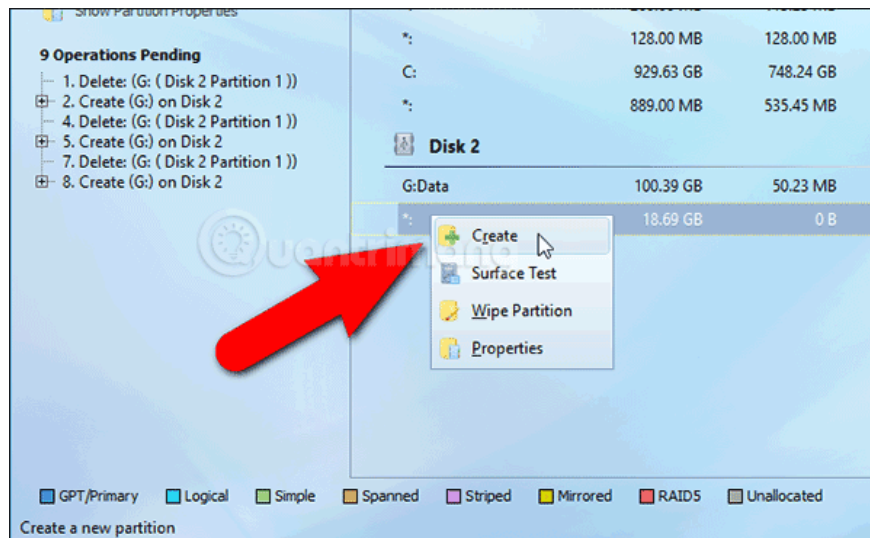 Show Partition Properties
9 Operations Pending
1. Delete: (G: ( Disk 2 Partition 1 ))
2. Create (G:) on Disk 2
4. Delete: (G: ( Disk 2 Partition 1 ))
5. Create (G:) on Disk 2
7. Delete: (G: ( Disk 2 Partition 1 ))
8. Create (G:) on Disk 2
*: 128.00 MB 128.00 MB
C: 929.63 GB 748.24 GB
*: 889.00 MB 535.45 MB
Disk 2
G:Data 100.39 GB 50.23 MB
*: 18.69 GB 0 B
Create
Surface Test
Wipe Partition
Properties
Quantrimang
GPT/Primary Logical Simple Spanned Striped Mirrored RAID5 Unallocated
Create a new partition